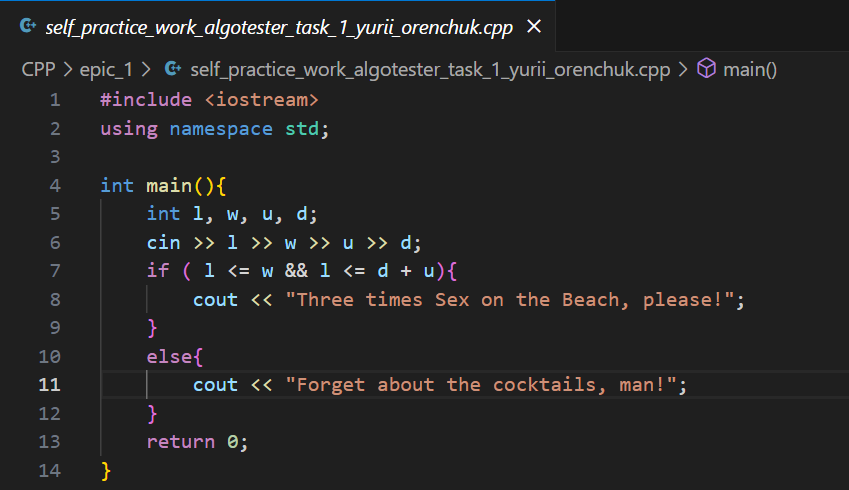 self_practice_work_algotester_task_1_yurii_orenchuk.cpp
CPP > epic_1 > self_practice_work_algotester_task_1_yurii_orenchuk.cpp > main()
1 #include <iostream>
2 using namespace std;
3
4 int main(){
5     int l, w, u, d;
6     cin >> l >> w >> u >> d;
7     if ( l <= w && l <= d + u){
8         cout << "Three times Sex on the Beach, please!";
9     }
10     else{
11         cout << "Forget about the cocktails, man!";
12     }
13     return 0;
14 }